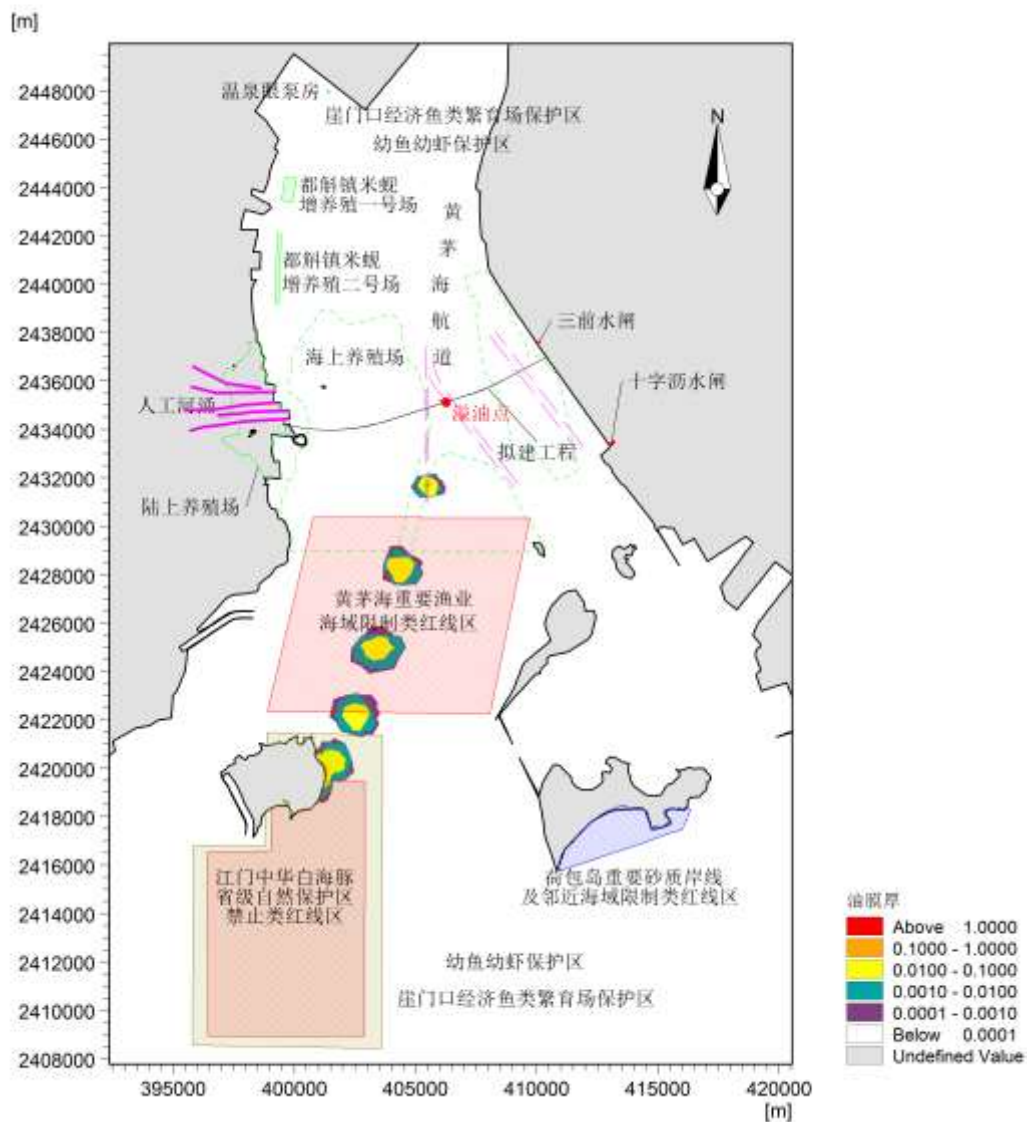 [m]
2448000
温泉眼泵房
崖门口经济鱼类繁育场保护区
幼鱼幼虾保护区
N
2446000
2444000
都斛镇米蚬
增养殖一号场
黄茅海航道
2442000
都斛镇米蚬
增养殖二号场
2440000
2438000
三前水闸
海上养殖场
2436000
十字沥水闸
人工河涌
溢油点
2434000
拟建工程
2432000
陆上养殖场
2430000
2428000
黄茅海重要渔业
海域限制类红线区
2426000
2424000
2422000
2420000
2418000
2416000
江门中华白海豚
省级自然保护区
禁止类红线区
荷包岛重要砂质岸线
及邻近海域限制类红线区
2414000
2412000
幼鱼幼虾保护区
崖门口经济鱼类繁育场保护区
2410000
2408000
395000 400000 405000 410000 415000 420000
[m]
油膜厚
Above 1.0000
0.1000 - 1.0000
0.0100 - 0.1000
0.0010 - 0.0100
0.0001 - 0.0010
Below 0.0001
Undefined Value